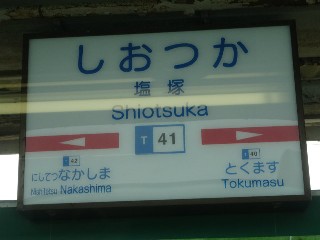 しおつか
塩塚
Shiotsuka
T 41
T 42
T 40
にしてつなかしま
とくます
Nishitetsu Nakashima
Tokumasu